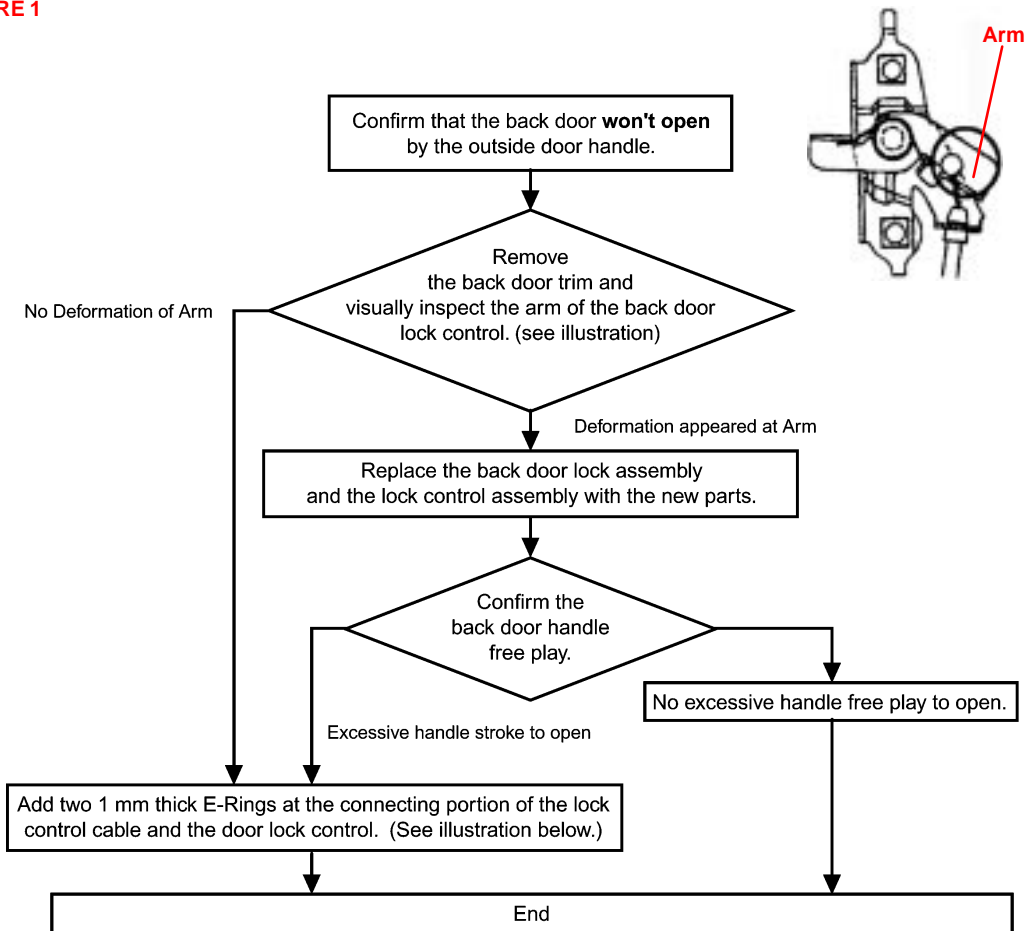 RE 1
Arm
Confirm that the back door won't open
by the outside door handle.
Remove
the back door trim and
visually inspect the arm of the back door
lock control. (see illustration)
No Deformation of Arm
Deformation appeared at Arm
Replace the back door lock assembly
and the lock control assembly with the new parts.
Confirm the
back door handle
free play.
No excessive handle free play to open.
Excessive handle stroke to open
Add two 1 mm thick E-Rings at the connecting portion of the lock
control cable and the door lock control. (See illustration below.)
End